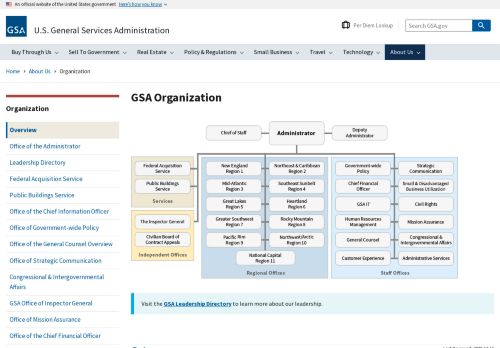 An official website of the United States government Here's how you know
GSA
U.S. General Services Administration
Per Diem Lookup
Search GSA.gov
Buy Through Us
Sell To Government
Real Estate
Policy & Regulations
Small Business
Travel
Technology
About Us
Home
About Us
Organization
Organization
Overview
Office of the Administrator
Leadership Directory
Federal Acquisition Service
Public Buildings Service
Office of the Chief Information Officer
Office of Government-wide Policy
Office of the General Counsel Overview
Office of Strategic Communication
Congressional & Intergovernmental
Affairs
GSA Office of Inspector General
Office of Mission Assurance
Office of the Chief Financial Officer
GSA Organization
Chief of Staff
Administrator
Deputy
Administrator
Federal Acquisition
Service
Public Buildings
Service
Services
The Inspector General
Civilian Board of
Contract Appeals
Independent Offices
New England
Region 1
Northeast & Caribbean
Region 2
Mid-Atlantic
Region 3
Southeast Sunbelt
Region 4
Great Lakes
Region 5
Heartland
Region 6
Greater Southwest
Region 7
Rocky Mountain
Region 8
Pacific Rim
Region 9
Northwest/Arctic
Region 10
National Capital
Region 11
Regional Offices
Government-wide
Policy
Strategic
Communication
Chief Financial
Officer
Small & Disadvantaged
Business Utilization
GSA IT
Civil Rights
Human Resources
Management
Mission Assurance
General Counsel
Congressional &
Intergovernmental Affairs
Customer Experience
Administrative Services
Staff Offices
Visit the GSA Leadership Directory to learn more about our leadership.